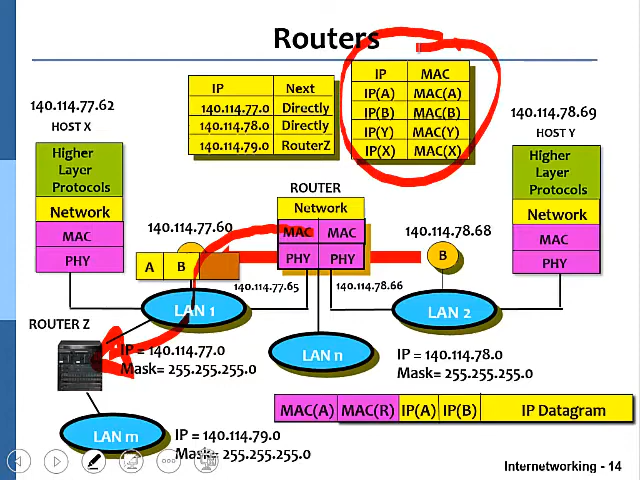 Routers
IP Next
140.114.77.0 Directly
140.114.78.0 Directly
140.114.79.0 RouterZ
IP MAC
IP(A) MAC(A)
IP(B) MAC(B)
IP(Y) MAC(Y)
IP(X) MAC(X)
140.114.77.62
HOST X
Higher
Layer
Protocols
Network
MAC
PHY
140.114.78.69
HOST Y
Higher
Layer
Protocols
Network
MAC
PHY
ROUTER
Network
MAC MAC
PHY PHY
140.114.77.60
A B
140.114.78.68
B
140.114.77.65
140.114.78.66
LAN 1
LAN 2
ROUTER Z
IP = 140.114.77.0
Mask= 255.255.255.0
LAN n
IP = 140.114.78.0
Mask= 255.255.255.0
MAC(A) MAC(R) IP(A) IP(B) IP Datagram
LAN m
IP = 140.114.79.0
Mask= 255.255.255.0
Internetworking - 14